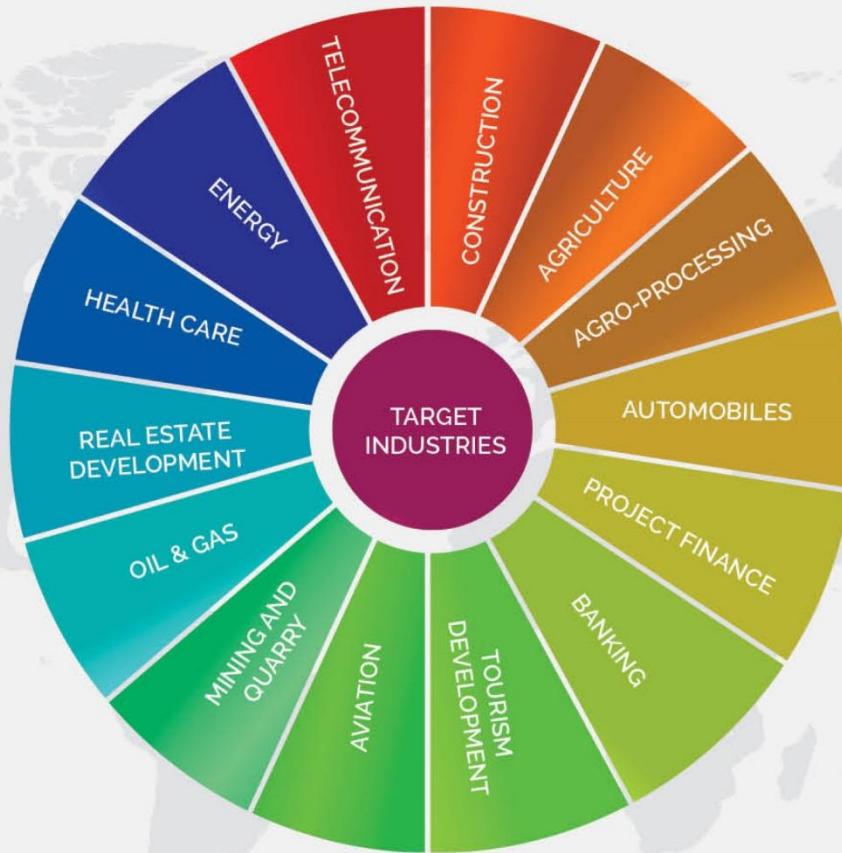 TARGET
INDUSTRIES
TELECOMMUNICATION
CONSTRUCTION
AGRICULTURE
AGRO-PROCESSING
AUTOMOBILES
PROJECT FINANCE
BANKING
TOURISM
DEVELOPMENT
AVIATION
MINING AND
QUARRY
OIL & GAS
REAL ESTATE
DEVELOPMENT
HEALTH CARE
ENERGY